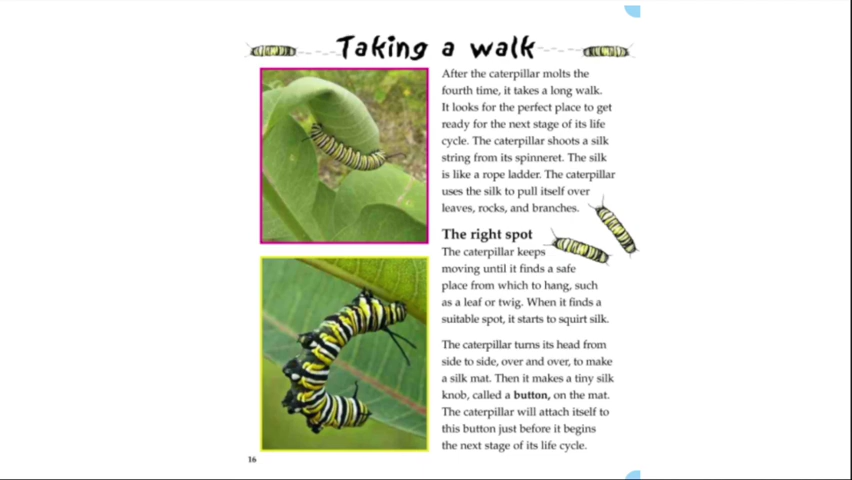 Taking a walk
After the caterpillar molts the
fourth time, it takes a long walk.
It looks for the perfect place to get
ready for the next stage of its life
cycle. The caterpillar shoots a silk
string from its spinneret. The silk
is like a rope ladder. The caterpillar
uses the silk to pull itself over
leaves, rocks, and branches.
The right spot
The caterpillar keeps
moving until it finds a safe
place from which to hang, such
as a leaf or twig. When it finds a
suitable spot, it starts to squirt silk.
The caterpillar turns its head from
side to side, over and over, to make
a silk mat. Then it makes a tiny silk
knob, called a button, on the mat.
The caterpillar will attach itself to
this button just before it begins
the next stage of its life cycle.
16